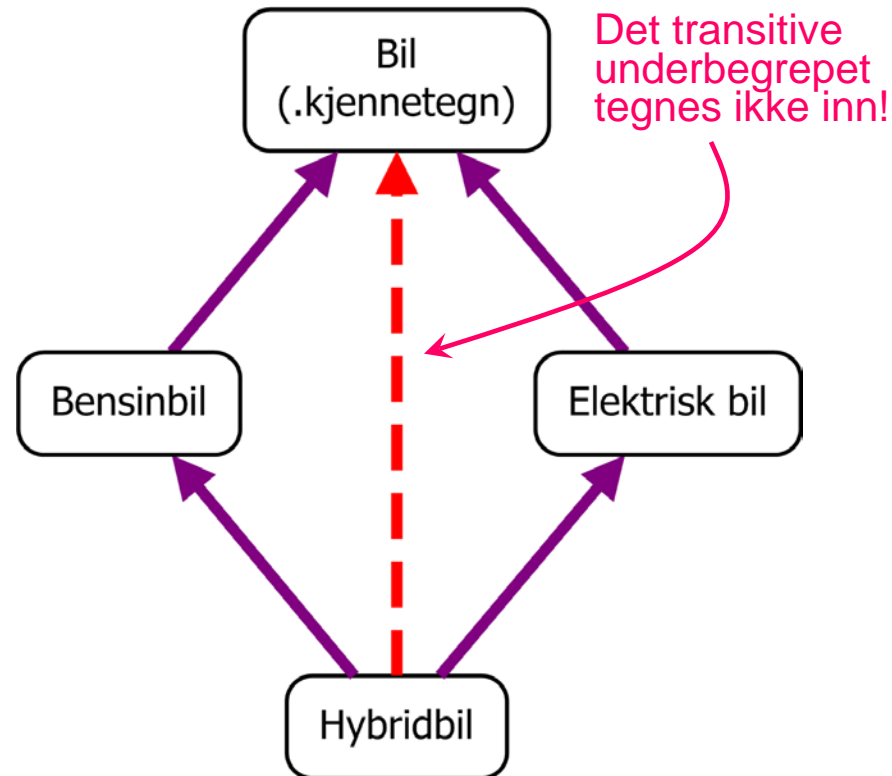 Bil
(.kjennetegn)
Det transitive
underbegrepet
tegnes ikke inn!
Bensinbil
Elektrisk bil
Hybridbil